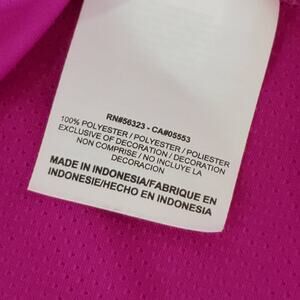 RN#56323 - CA#05553
100% POLYESTER / POLYESTER / POLIESTER
EXCLUSIVE OF DECORATION / DECORATION
NON COMPRISE / NO INCLUYE LA
DECORACION
MADE IN INDONESIA/FABRIQUE EN
INDONESIE/HECHO EN INDONESIA